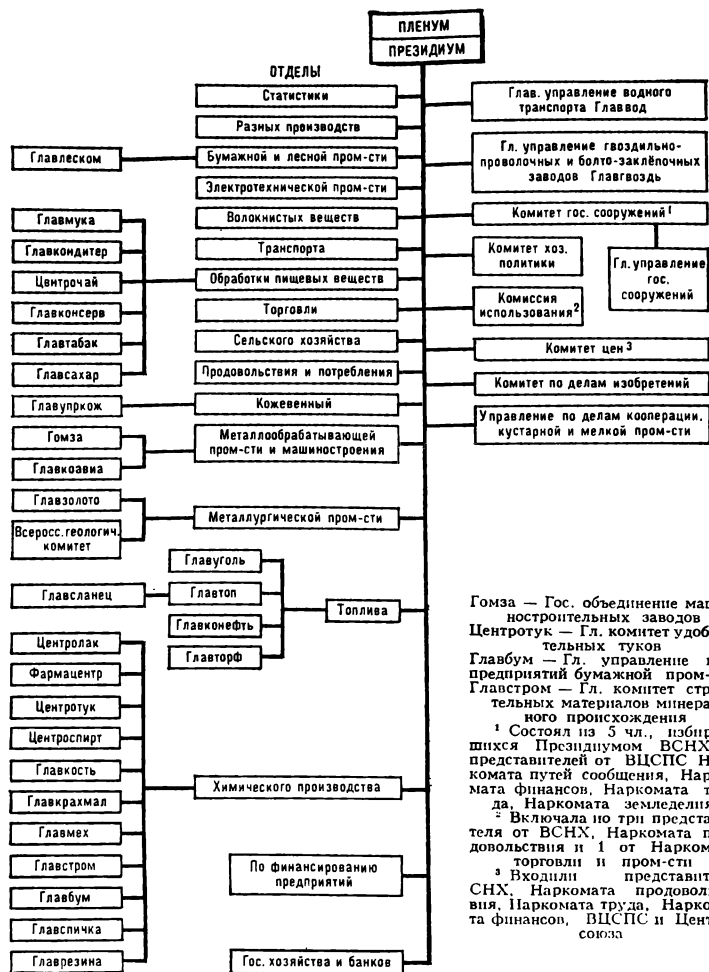 ПЛЕНУМ
ПРЕЗИДИУМ
ОТДЕЛЫ
Статистики
Разных производств
Бумажной и лесной пром-сти
Электротехнической пром-сти
Волокнистых веществ
Транспорта
Обработки пищевых веществ
Торговли
Сельского хозяйства
Продовольствия и потребления
Кожевенный
Металлообрабатывающей
пром-сти и машиностроения
Металлургической пром-сти
Топлива
Химического производства
По финансированию
предприятий
Гос. хозяйства и банков
Главлеском
Главмука
Главкондитер
Центрочай
Главконсерв
Главтабак
Главсахар
Главупркож
Гомза
Главкоавиа
Главзолото
Всеросс. геологич.
комитет
Главсланец
Главуголь
Главтоп
Главконефть
Главторф
Центролак
Фармацентр
Центротук
Центроспирт
Главкость
Главкрахмал
Главмех
Главстром
Главбум
Главспичка
Главрезина
Глав. управление водного
транспорта Главвод
Гл. управление гвоздильно-
проволочных и болто-заклёпочных
заводов Главгвоздь
Комитет гос. сооружений 1
Комитет хоз.
политики
Гл. управление
гос.
сооружений
Комиссия
использования 2
Комитет цен 3
Комитет по делам изобретений
Управление по делам кооперации.
кустарной и мелкой пром-сти
Гомза — Гос. объединение маш
ностроительных заводов
Центротук — Гл. комитет удоб
тельных туков
Главбум — Гл. управление
предприятий бумажной пром-
Главстром — Гл. комитет стр
тельных материалов минера
ного происхождения
1 Состоял из 5 чл., избир
шихся Президиумом ВСНХ
представителей от ВЦСПС Н
комата путей сообщения, Нар
мата финансов, Наркомата т
да, Наркомата земледелия
2 Включала по три предста
теля от ВСНХ, Наркомата п
довольствия и 1 от Нарком
торговли и пром-сти
3 Входили представит
СНХ, Наркомата продовол
вия, Наркомата труда, Нарко
та финансов, ВЦСПС и Цент
союза